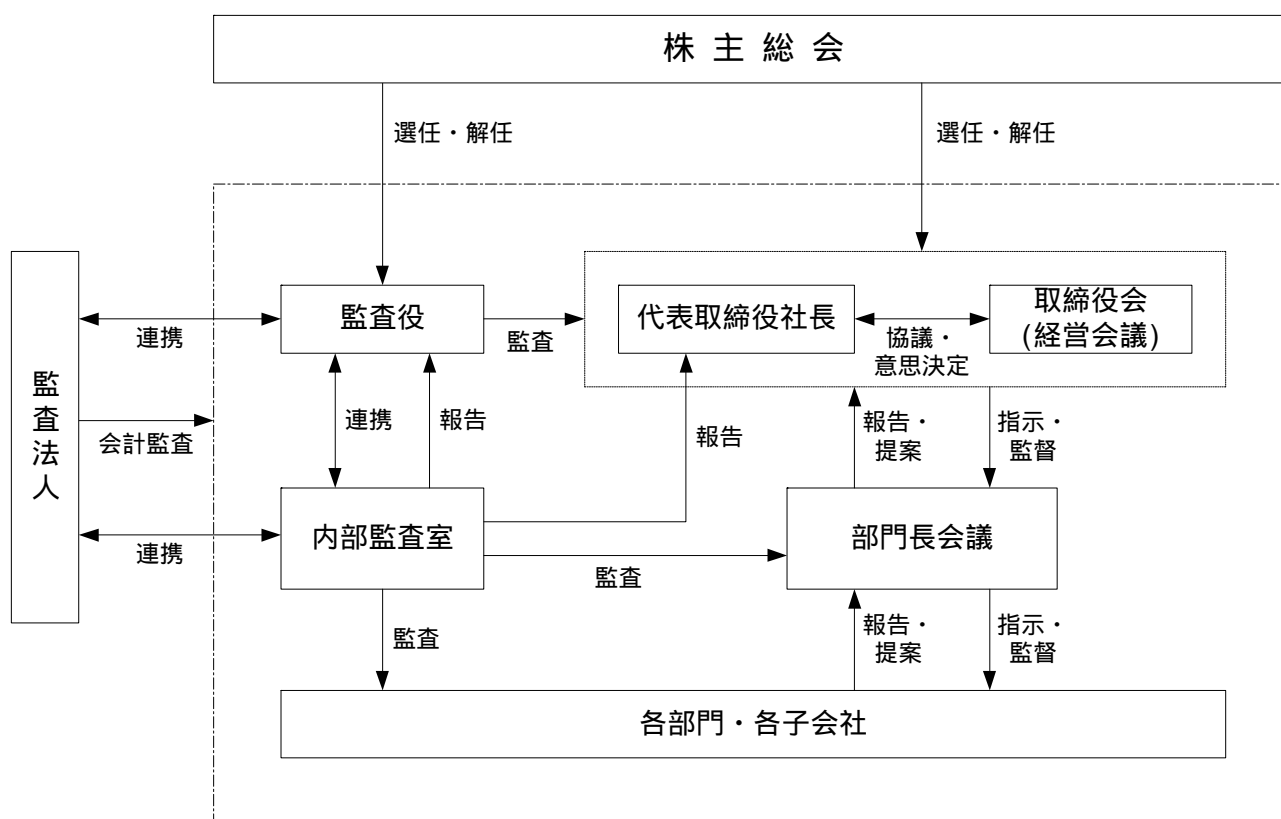 株主総会
選任・解任
選任・解任
監査法人
連携
会計監査
連携
監査役
監査
代表取締役社長
協議・
意思決定
取締役会
(経営会議)
連携
報告
報告
報告・
提案
指示・
監督
内部監査室
監査
部門長会議
監査
報告・
提案
指示・
監督
各部門・各子会社